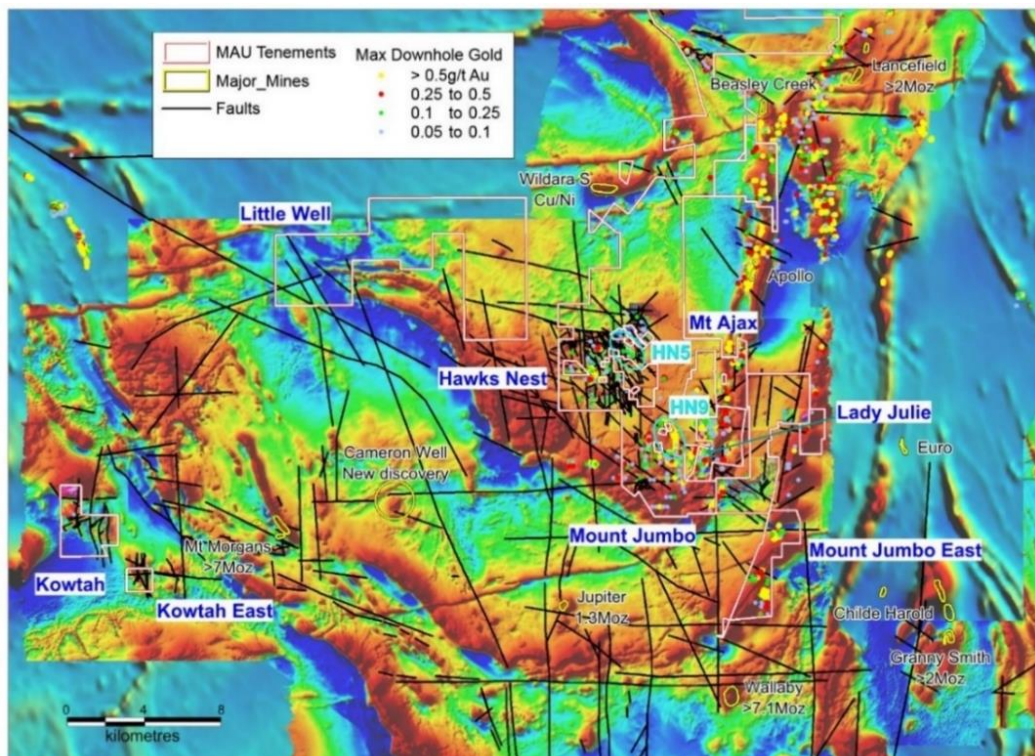 MAU Tenements
Major_Mines
Faults
Max Downhole Gold
> 0.5g/t Au
0.25 to 0.5
0.1 to 0.25
0.05 to 0.1
Lancefield
>2Moz
Beasley Creek
Wildara S
Cu/Ni
Little Well
Apollo
Mt Ajax
HN5
Hawks Nest
HN9
Lady Julie
Euro
Cameron Well
New discovery
Mount Jumbo
Mount Jumbo East
Mt Morgans
>7Moz
Kowtah
Kowtah East
Jupiter
1.3Moz
Childe Harold
Granny Smith
>2Moz
Wallaby
>7.1Moz
0 4 8
kilometres